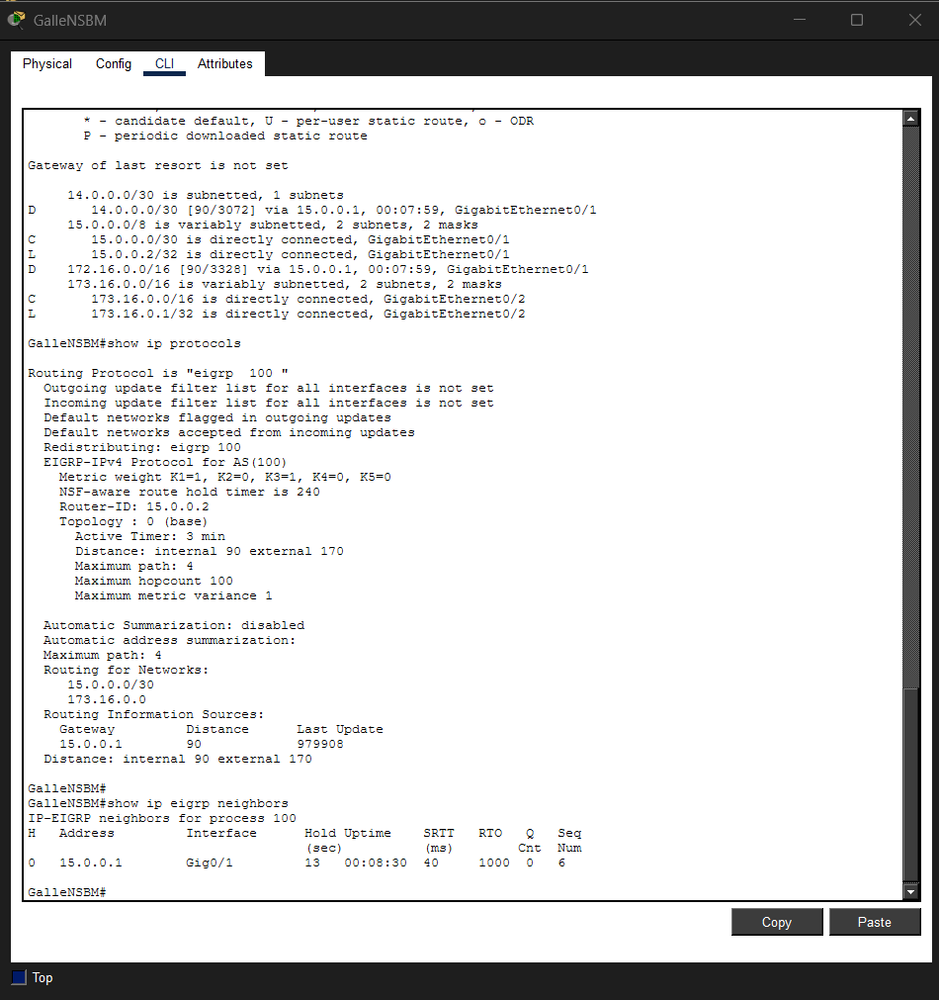 GalleNSBM
Physical Config CLI Attributes
* - candidate default, U - per-user static route, o - ODR
P - periodic downloaded static route
Gateway of last resort is not set
14.0.0.0/30 is subnetted, 1 subnets
D 14.0.0.0/30 [90/3072] via 15.0.0.1, 00:07:59, GigabitEthernet0/1
15.0.0.0/8 is variably subnetted, 2 subnets, 2 masks
C 15.0.0.0/30 is directly connected, GigabitEthernet0/1
L 15.0.0.2/32 is directly connected, GigabitEthernet0/1
D 172.16.0.0/16 [90/3328] via 15.0.0.1, 00:07:59, GigabitEthernet0/1
173.16.0.0/16 is variably subnetted, 2 subnets, 2 masks
C 173.16.0.0/16 is directly connected, GigabitEthernet0/2
L 173.16.0.1/32 is directly connected, GigabitEthernet0/2
GalleNSBM#show ip protocols
Routing Protocol is "eigrp  100 "
Outgoing update filter list for all interfaces is not set
Incoming update filter list for all interfaces is not set
Default networks flagged in outgoing updates
Default networks accepted from incoming updates
Redistributing: eigrp 100
EIGRP-IPv4 Protocol for AS(100)
Metric weight K1=1, K2=0, K3=1, K4=0, K5=0
NSF-aware route hold timer is 240
Router-ID: 15.0.0.2
Topology : 0 (base)
Active Timer: 3 min
Distance: internal 90 external 170
Maximum path: 4
Maximum hopcount 100
Maximum metric variance 1
Automatic Summarization: disabled
Automatic address summarization:
Maximum path: 4
Routing for Networks:
15.0.0.0/30
173.16.0.0
Routing Information Sources:
Gateway Distance Last Update
15.0.0.1 90 979908
Distance: internal 90 external 170
GalleNSBM#
GalleNSBM#show ip eigrp neighbors
IP-EIGRP neighbors for process 100
H Address Interface Hold Uptime SRTT RTO Q Seq
(sec) (ms) Cnt Num
0 15.0.0.1 Gig0/1 13 00:08:30 40 1000 0 6
GalleNSBM#
Copy Paste
Top